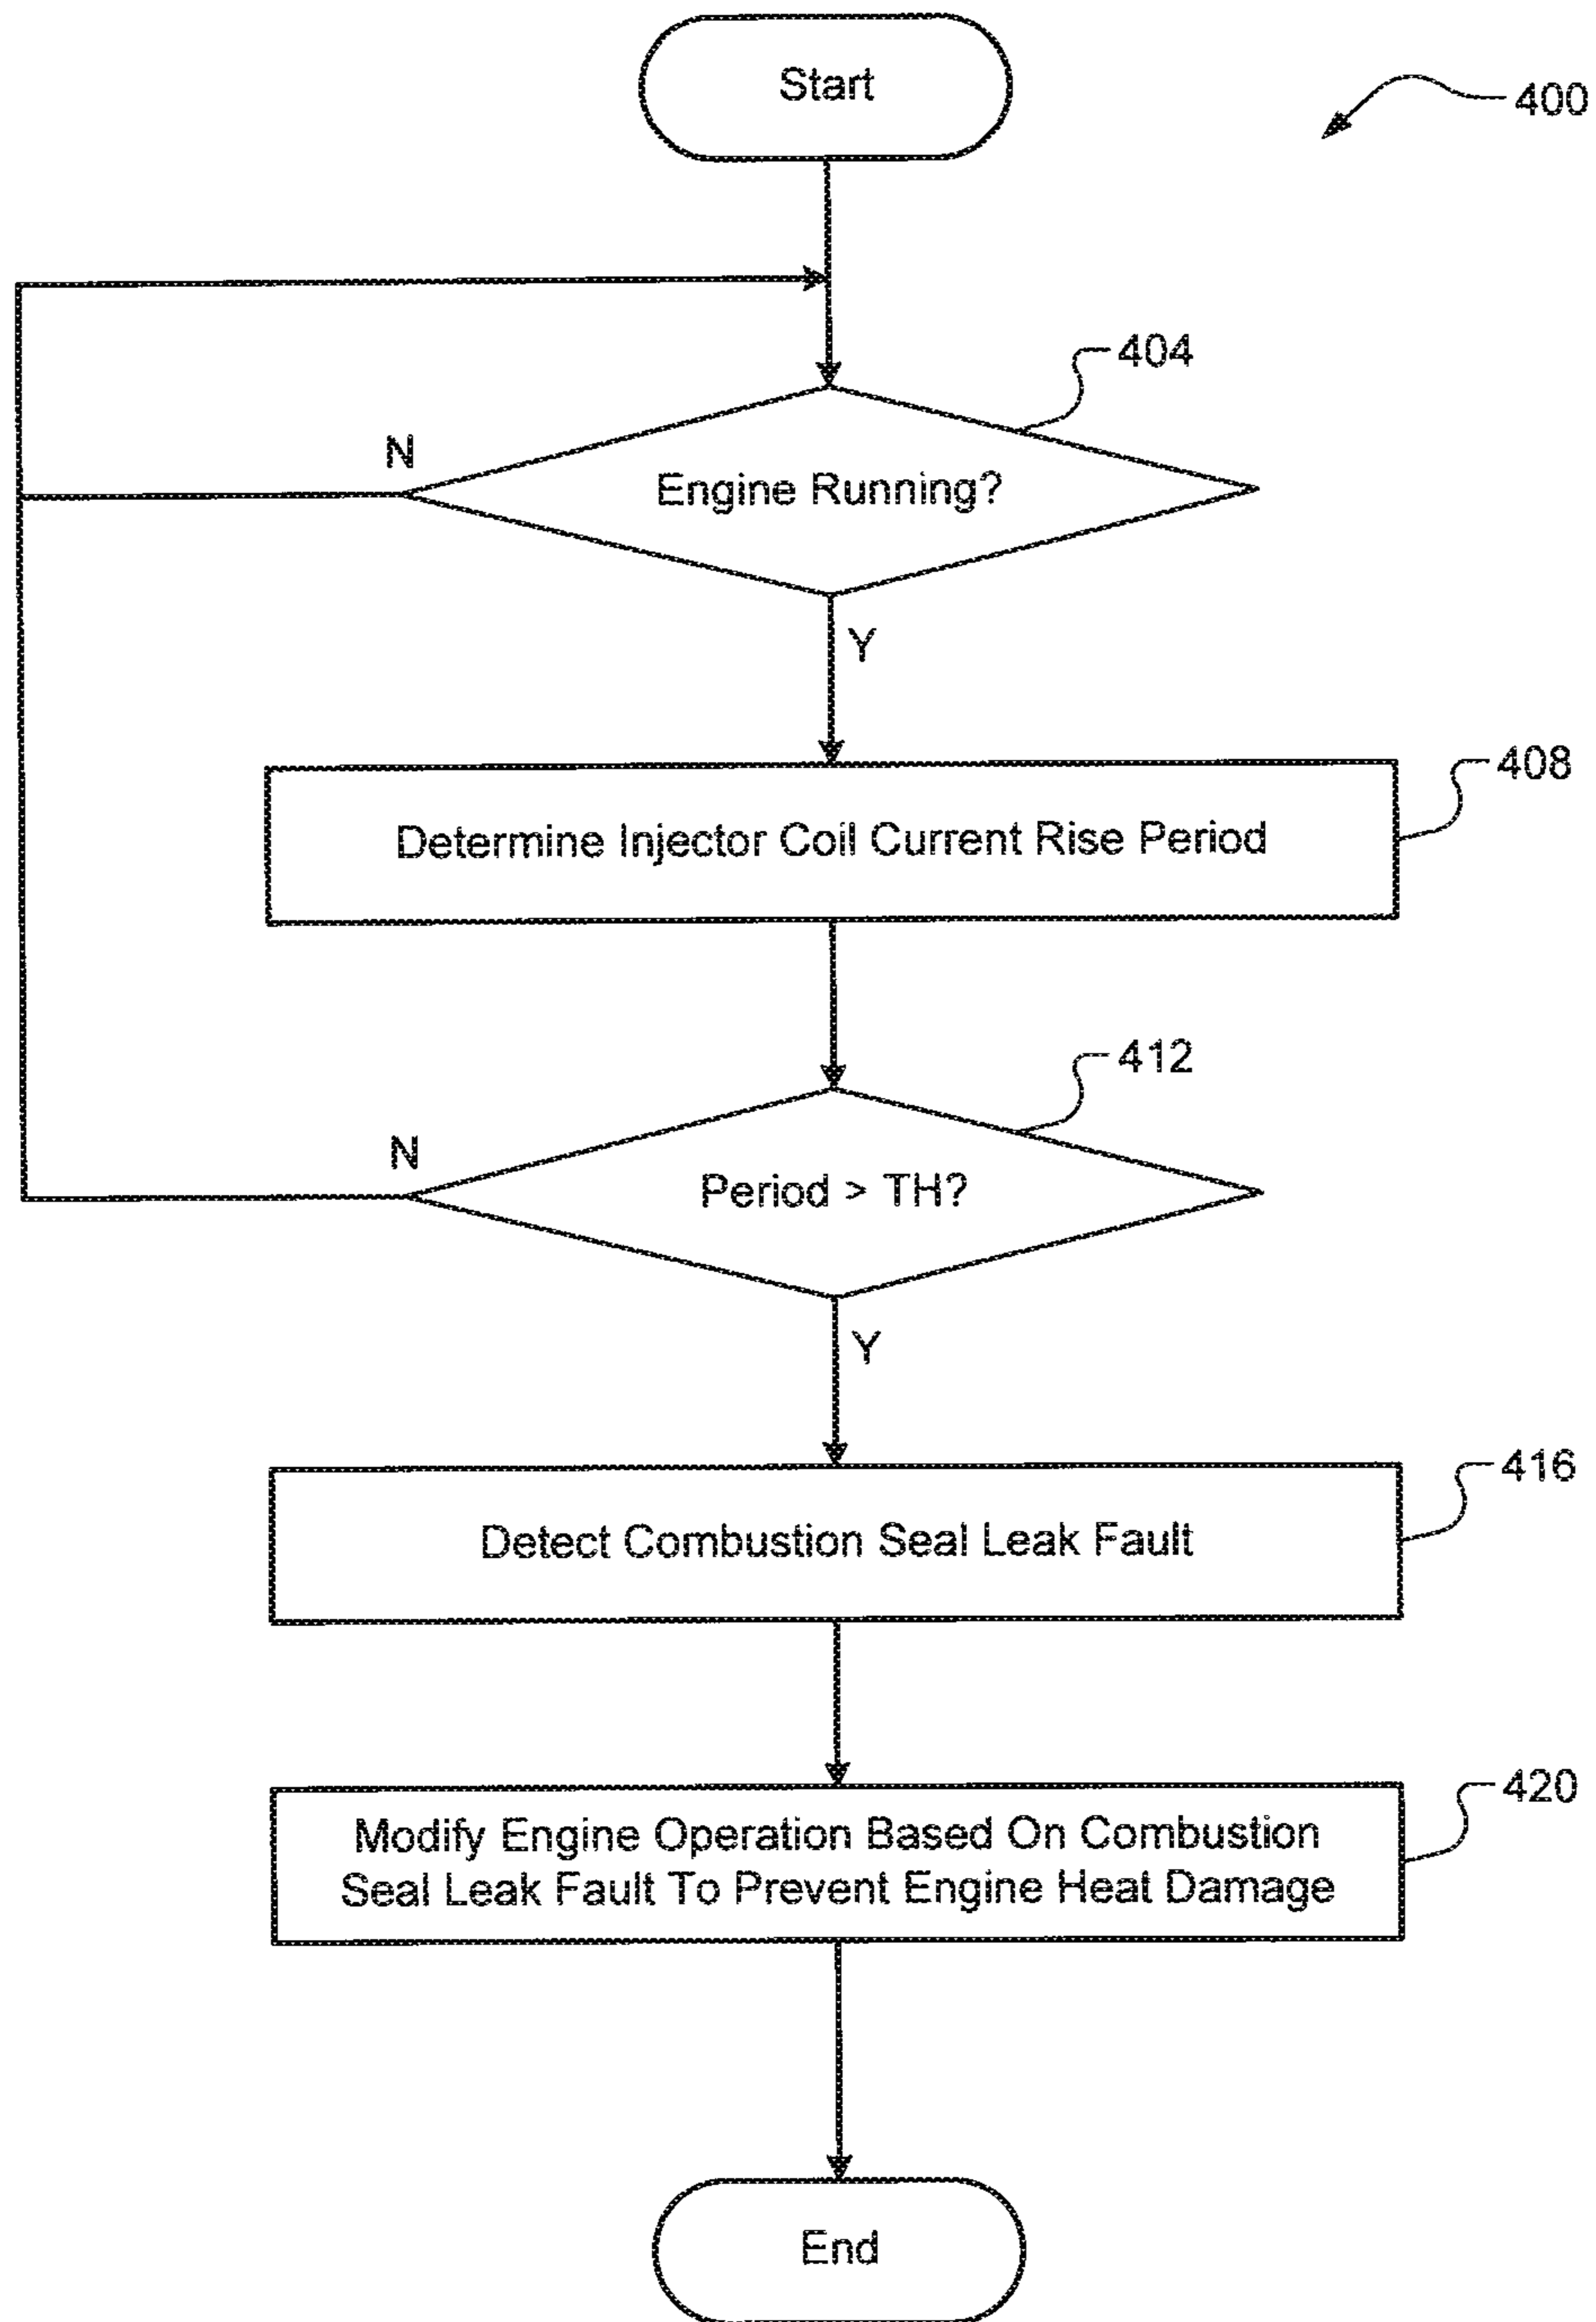 Start
400
404
N
Engine Running?
Y
408
Determine Injector Coil Current Rise Period
412
N
Period > TH?
Y
416
Detect Combustion Seal Leak Fault
420
Modify Engine Operation Based On Combustion
Seal Leak Fault To Prevent Engine Heat Damage
End